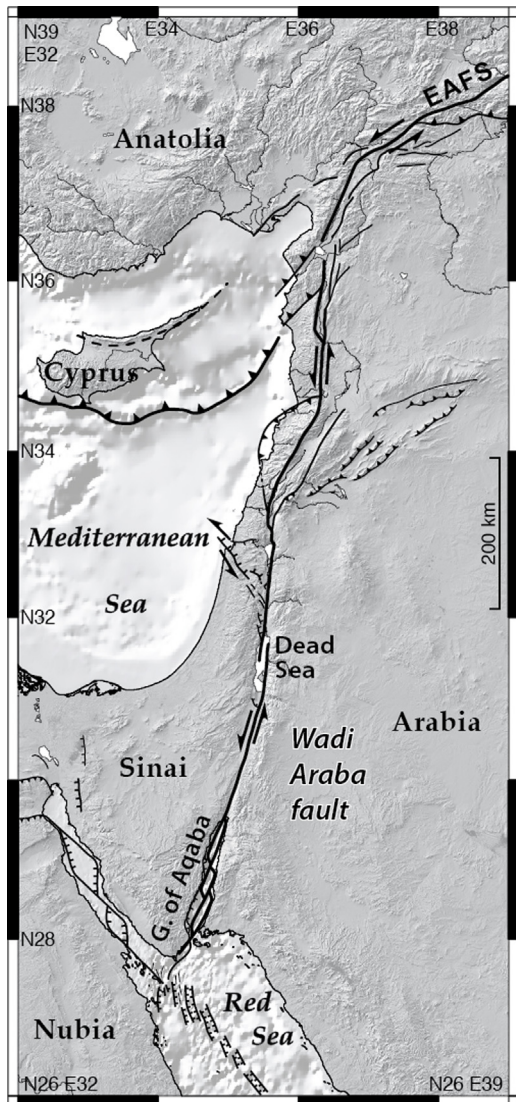 N39
E32
E34
E36
E38
EAFS
N38
Anatolia
N36
Cyprus
N34
200 km
Mediterranean
Sea
N32
Dead
Sea
Arabia
Wadi
Araba
fault
Sinai
G. of Aqaba
N28
Red
Sea
Nubia
N26 E32
N26 E39